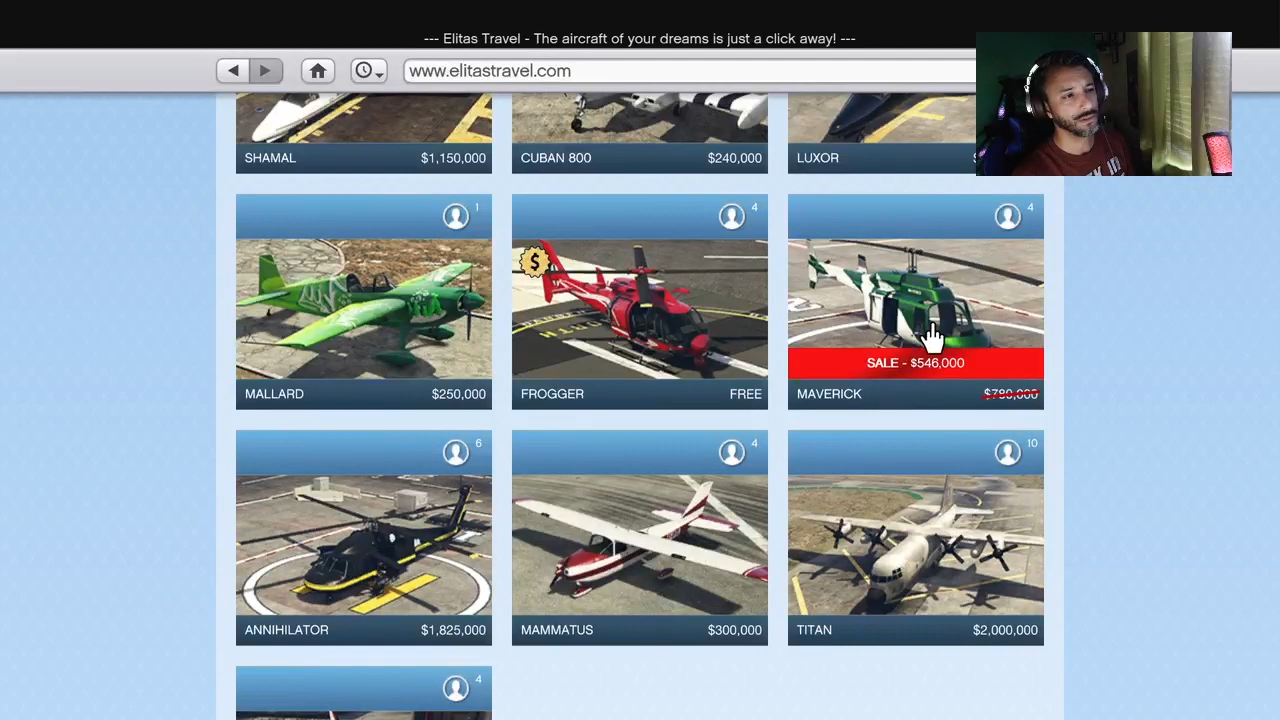 --- Elitas Travel - The aircraft of your dreams is just a click away! ---
www.elitastravel.com
SHAMAL $1,150,000
CUBAN 800 $240,000
LUXOR
1
4
4
$
SALE - $546,000
MALLARD $250,000
FROGGER FREE
MAVERICK $780,000
6
4
10
ANNIHILATOR $1,825,000
MAMMATUS $300,000
TITAN $2,000,000
4